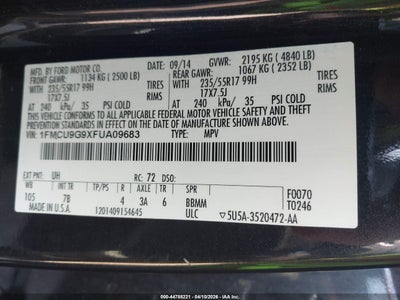 MFD. BY FORD MOTOR CO.
DATE: 09/14 GVWR: 2195 KG ( 4840 LB)
FRONT GAWR: 1134 KG ( 2500 LB) REAR GAWR: 1067 KG ( 2352 LB)
WITH 235/55R17 99H TIRES WITH 235/55R17 99H TIRES
17X7.5J RIMS 17X7.5J RIMS
AT 240 kPa/ 35 PSI COLD AT 240 kPa/ 35 PSI COLD
THIS VEHICLE CONFORMS TO ALL APPLICABLE FEDERAL MOTOR VEHICLE
SAFETY AND THEFT PREVENTION STANDARDS IN EFFECT ON THE DATE OF
MANUFACTURE SHOWN ABOVE.
VIN: 1FMCU9G9XFUA09683 TYPE: MPV
EXT PNT: UH RC: 72 DSO:
WB TP/PS R AXLE TR SPR
105 7B 4 3A 6 BBMM
MADE IN U.S.A. ULC
F0070
T0246
1201409154645
5U5A-3520472-AA
000-44788221 - 04/10/2026 - IAAI.COM